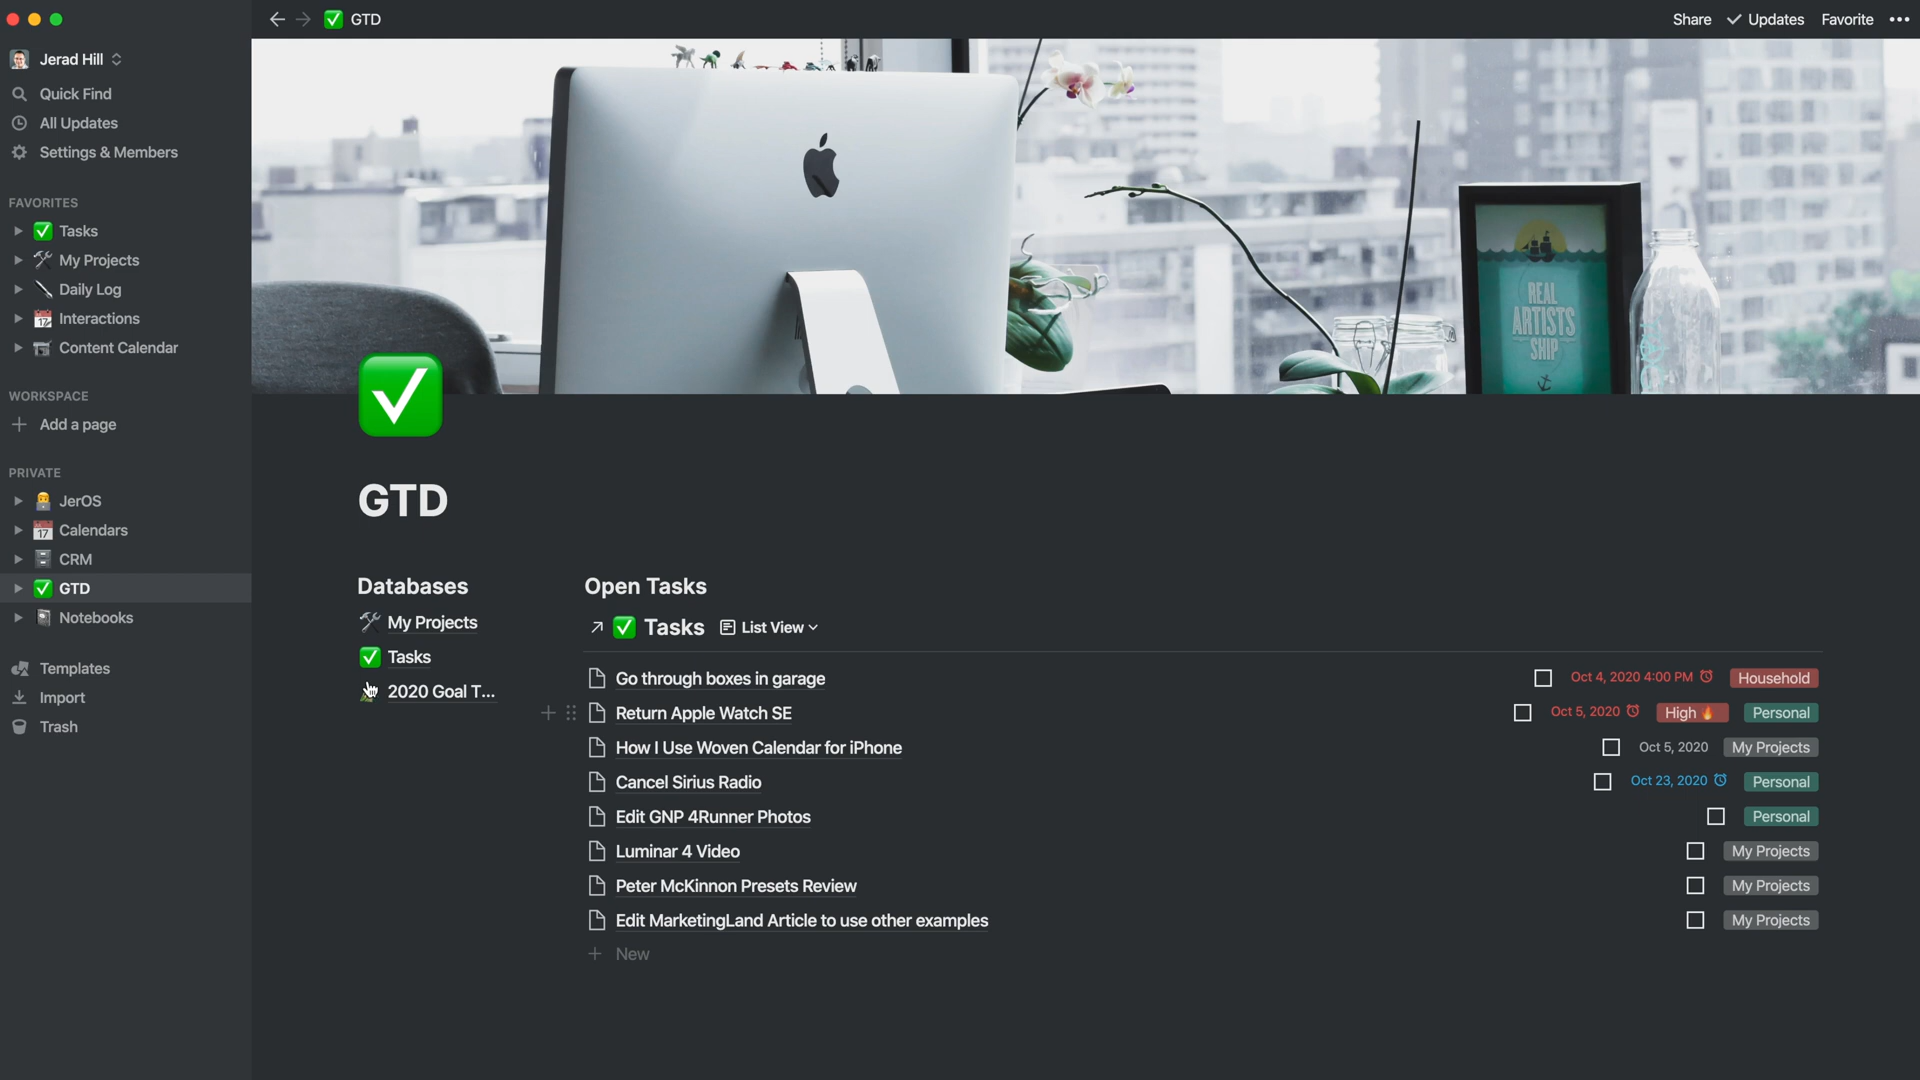 GTD
Share
Updates
Favorite
Jerad Hill
Quick Find
All Updates
Settings & Members
FAVORITES
Tasks
My Projects
Daily Log
Interactions
Content Calendar
WORKSPACE
Add a page
PRIVATE
JerOS
Calendars
CRM
GTD
Notebooks
Templates
Import
Trash
REAL
ARTISTS
SHIP
GTD
Databases
My Projects
Tasks
2020 Goal T...
Open Tasks
Tasks List View
Go through boxes in garage Oct 4, 2020 4:00 PM Household
Return Apple Watch SE Oct 5, 2020 High Personal
How I Use Woven Calendar for iPhone Oct 5, 2020 My Projects
Cancel Sirius Radio Oct 23, 2020 Personal
Edit GNP 4Runner Photos Personal
Luminar 4 Video My Projects
Peter McKinnon Presets Review My Projects
Edit MarketingLand Article to use other examples My Projects
New